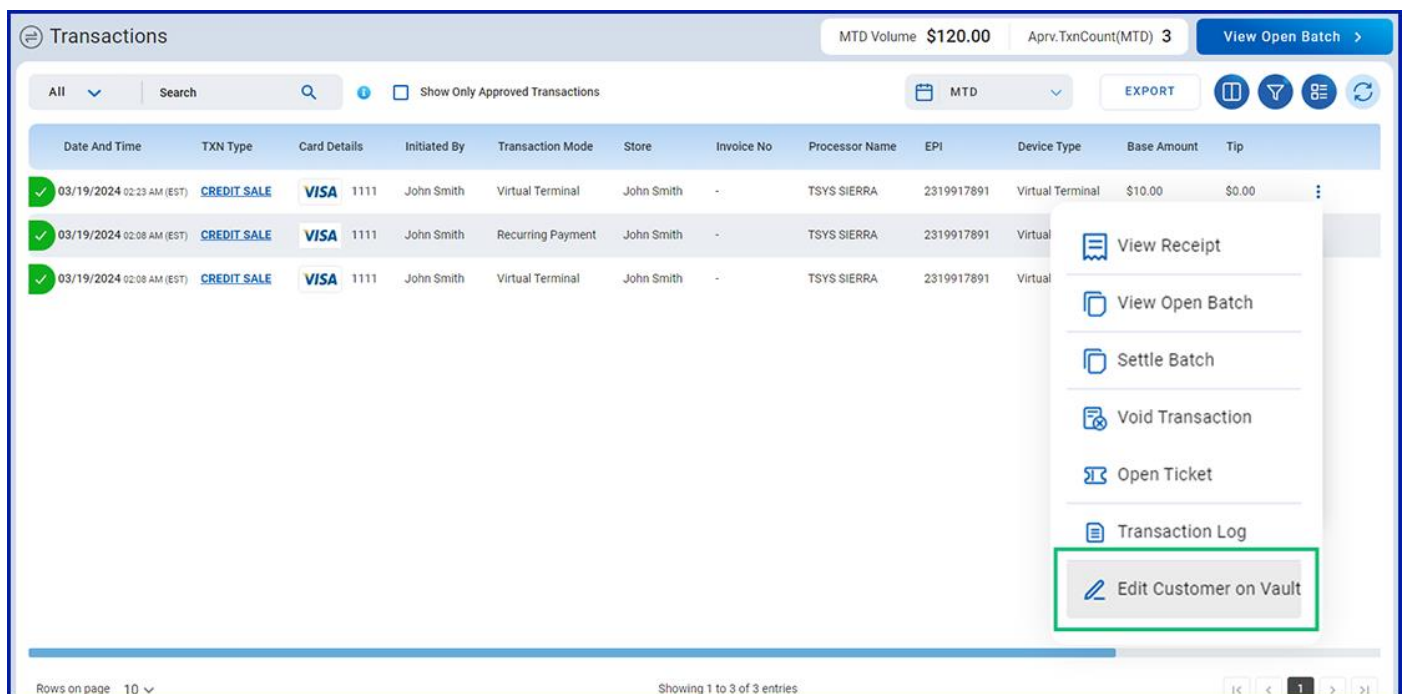 Transactions
MTD Volume $120.00 Aprv.TxnCount(MTD) 3 View Open Batch >
All Search Show Only Approved Transactions MTD EXPORT
Date And Time TXN Type Card Details Initiated By Transaction Mode Store Invoice No Processor Name EPI Device Type Base Amount Tip
03/19/2024 02:23 AM (EST) CREDIT SALE VISA 1111 John Smith Virtual Terminal John Smith - TSYS SIERRA 2319917891 Virtual Terminal $10.00 $0.00
03/19/2024 02:08 AM (EST) CREDIT SALE VISA 1111 John Smith Recurring Payment John Smith - TSYS SIERRA 2319917891 Virtual
03/19/2024 02:08 AM (EST) CREDIT SALE VISA 1111 John Smith Virtual Terminal John Smith - TSYS SIERRA 2319917891 Virtual
View Receipt
View Open Batch
Settle Batch
Void Transaction
Open Ticket
Transaction Log
Edit Customer on Vault
Rows on page 10 Showing 1 to 3 of 3 entries 1